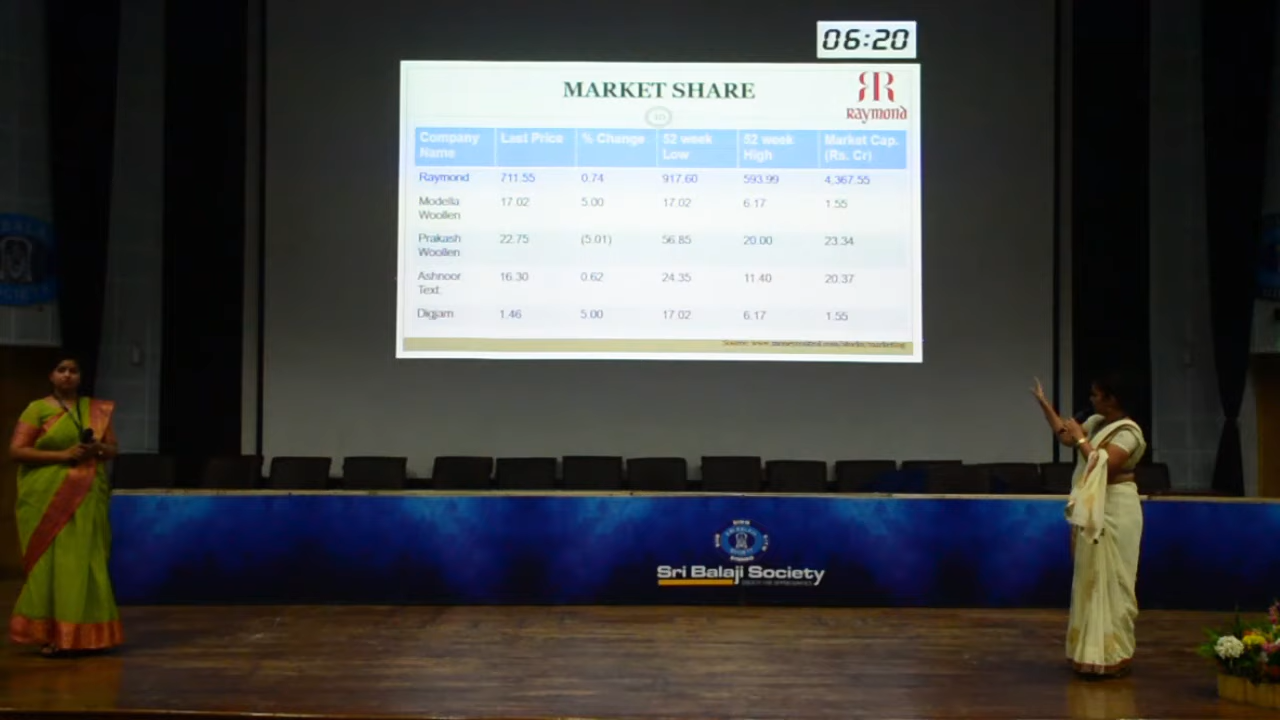 06:20
MARKET SHARE
Raymond
Company Name Last Price % Change 52 week Low 52 week High Market Cap. (Rs. Cr)
Raymond 711.55 0.74 917.60 593.99 4,367.55
Modella Woollen 17.02 5.00 17.02 6.17 1.55
Prakash Woollen 22.75 (5.01) 56.85 20.00 23.34
Ashnoor Text. 16.30 0.62 24.35 11.40 20.37
Digjam 1.46 5.00 17.02 6.17 1.55
Sri Balaji Society